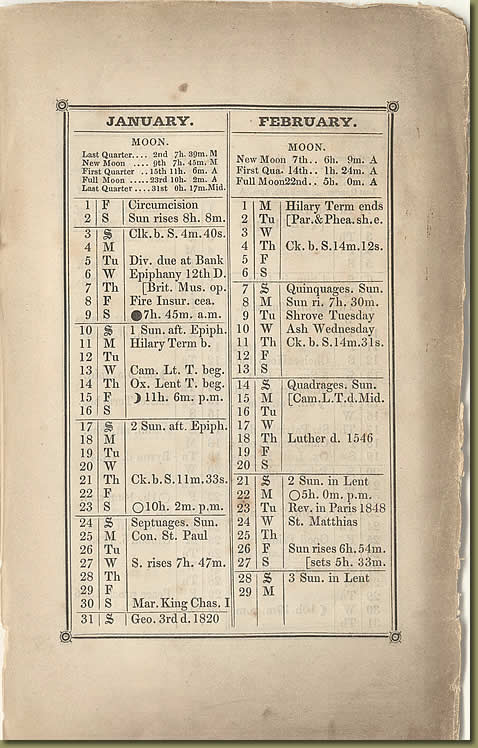 JANUARY.
MOON.
Last Quarter.... 2nd 7h. 39m. M
New Moon .... 9th 7h. 45m. M
First Quarter ..15th 11h. 6m. A
Full Moon .....23rd 10h. 2m. A
Last Quarter ....31st 0h. 17m. Mid.
1 F Circumcision
2 S Sun rises 8h. 8m.
3 S Clk. b. S. 4m. 40s.
4 M
5 Tu Div. due at Bank
6 W Epiphany 12th D.
7 Th [Brit. Mus. op.
8 F Fire Insur. cea.
9 S ●7h. 45m. a.m.
10 S 1 Sun. aft. Epiph.
11 M Hilary Term b.
12 Tu
13 W Cam. Lt. T. beg.
14 Th Ox. Lent T. beg.
15 F ☽ 11h. 6m. p.m.
16 S
17 S 2 Sun. aft. Epiph.
18 M
19 Tu
20 W
21 Th Ck. b. S. 11m. 33s.
22 F
23 S ○10h. 2m. p.m.
24 S Septuages. Sun.
25 M Con. St. Paul
26 Tu
27 W S. rises 7h. 47m.
28 Th
29 F
30 S Mar. King Chas. I
31 S Geo. 3rd d. 1820
FEBRUARY.
MOON.
New Moon 7th.. 6h. 9m. A
First Qua. 14th.. 1h. 24m. A
Full Moon 22nd.. 5h. 0m. A
1 M Hilary Term ends
2 Tu [Par. & Phea. sh. e.
3 W
4 Th Ck. b. S. 14m. 12s.
5 F
6 S
7 S Quinquages. Sun.
8 M Sun ri. 7h. 30m.
9 Tu Shrove Tuesday
10 W Ash Wednesday
11 Th Ck. b. S. 14m. 31s.
12 F
13 S
14 S Quadrages. Sun.
15 M [Cam. L. T. d. Mid.
16 Tu
17 W
18 Th Luther d. 1546
19 F
20 S
21 S 2 Sun. in Lent
22 M ○5h. 0m. p.m.
23 Tu Rev. in Paris 1848
24 W St. Matthias
25 Th
26 F Sun rises 6h. 54m.
27 S [sets 5h. 33m.
28 S 3 Sun. in Lent
29 M